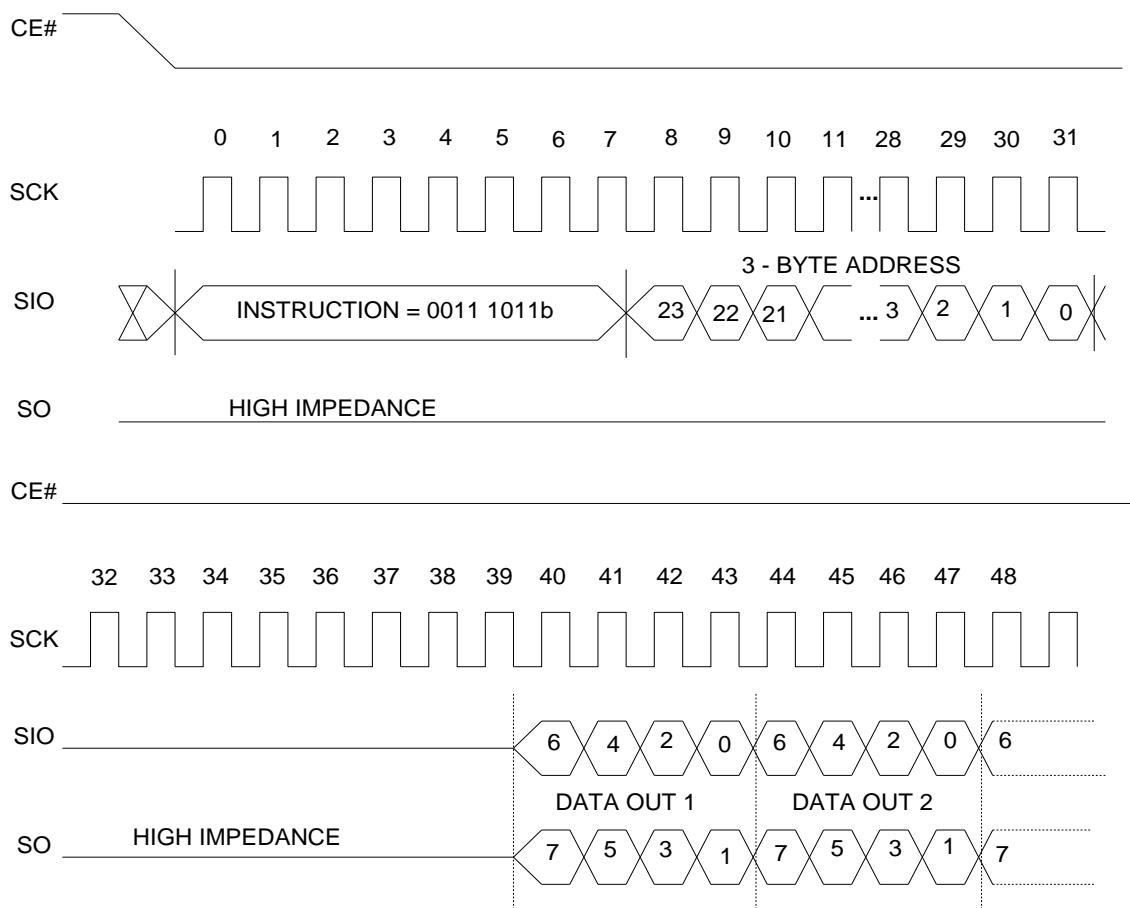 CE#
0 1 2 3 4 5 6 7 8 9 10 11 28 29 30 31
SCK ...
3 - BYTE ADDRESS
SIO INSTRUCTION = 0011 1011b 23 22 21 ... 3 2 1 0
SO HIGH IMPEDANCE
CE#
32 33 34 35 36 37 38 39 40 41 42 43 44 45 46 47 48
SCK
SIO 6 4 2 0 6 4 2 0 6
DATA OUT 1 DATA OUT 2
SO HIGH IMPEDANCE 7 5 3 1 7 5 3 1 7